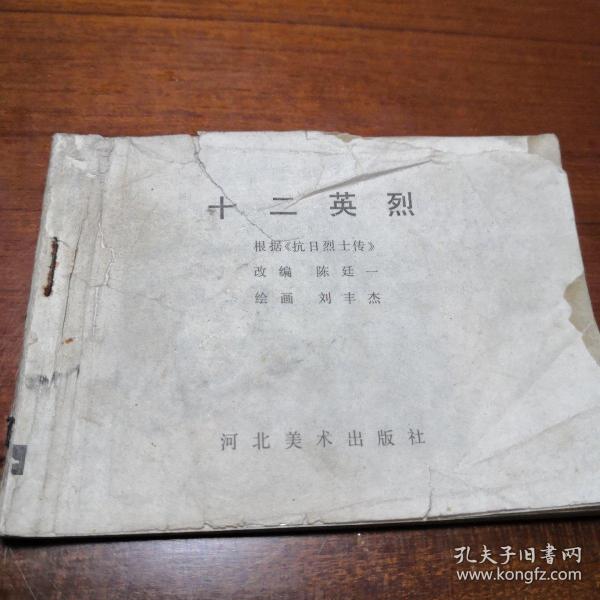 十二英烈
根据《抗日烈士传》
改编 陈廷一
绘画 刘丰杰
河北美术出版社
孔夫子旧书网
www.kongfz.com